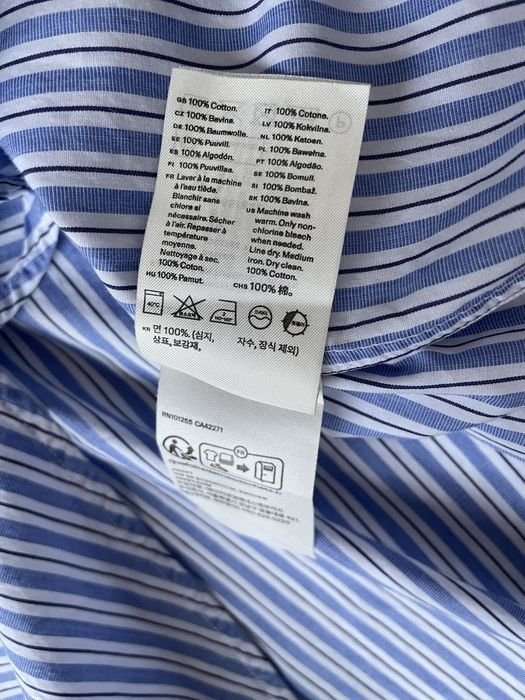 GB 100% Cotton.
CZ 100% Bavlna.
DE 100% Baumwolle.
EE 100% Puuvill.
ES 100% Algodón.
FI 100% Puuvillaa.
FR Laver à la machine
à l'eau tiède.
Blanchir sans
chlore si
nécessaire. Sécher
à l'air. Repasser à
température
moyenne.
Nettoyage à sec.
100% Coton.
HU 100% Pamut.
IT 100% Cotone.
LV 100% Kokvilna.
NL 100% Katoen.
PL 100% Bawełna.
PT 100% Algodão.
SE 100% Bomull.
SI 100% Bombaž.
SK 100% Bavlna.
US Machine wash
warm. Only non-
chlorine bleach
when needed.
Line dry. Medium
iron. Dry clean.
100% Cotton.
CHS 100% 棉。
40°C
KR 면 100%. (심지, 자수, 장식 제외)
상표, 보강재,
RN101255 CA42271
FR